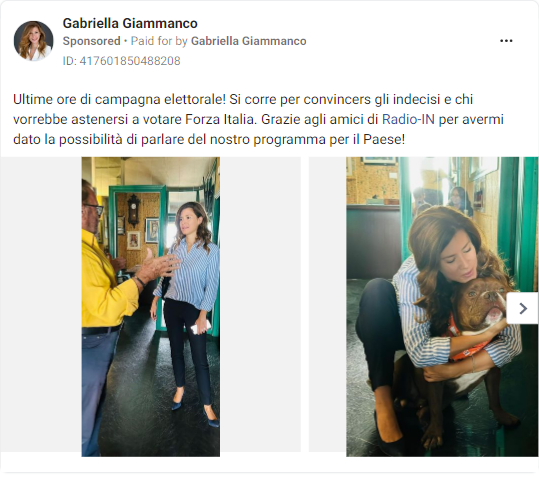 Gabriella Giammanco
Sponsored • Paid for by Gabriella Giammanco
ID: 417601850488208
Ultime ore di campagna elettorale! Si corre per convincers gli indecisi e chi
vorrebbe astenersi a votare Forza Italia. Grazie agli amici di Radio-IN per avermi
dato la possibilità di parlare del nostro programma per il Paese!